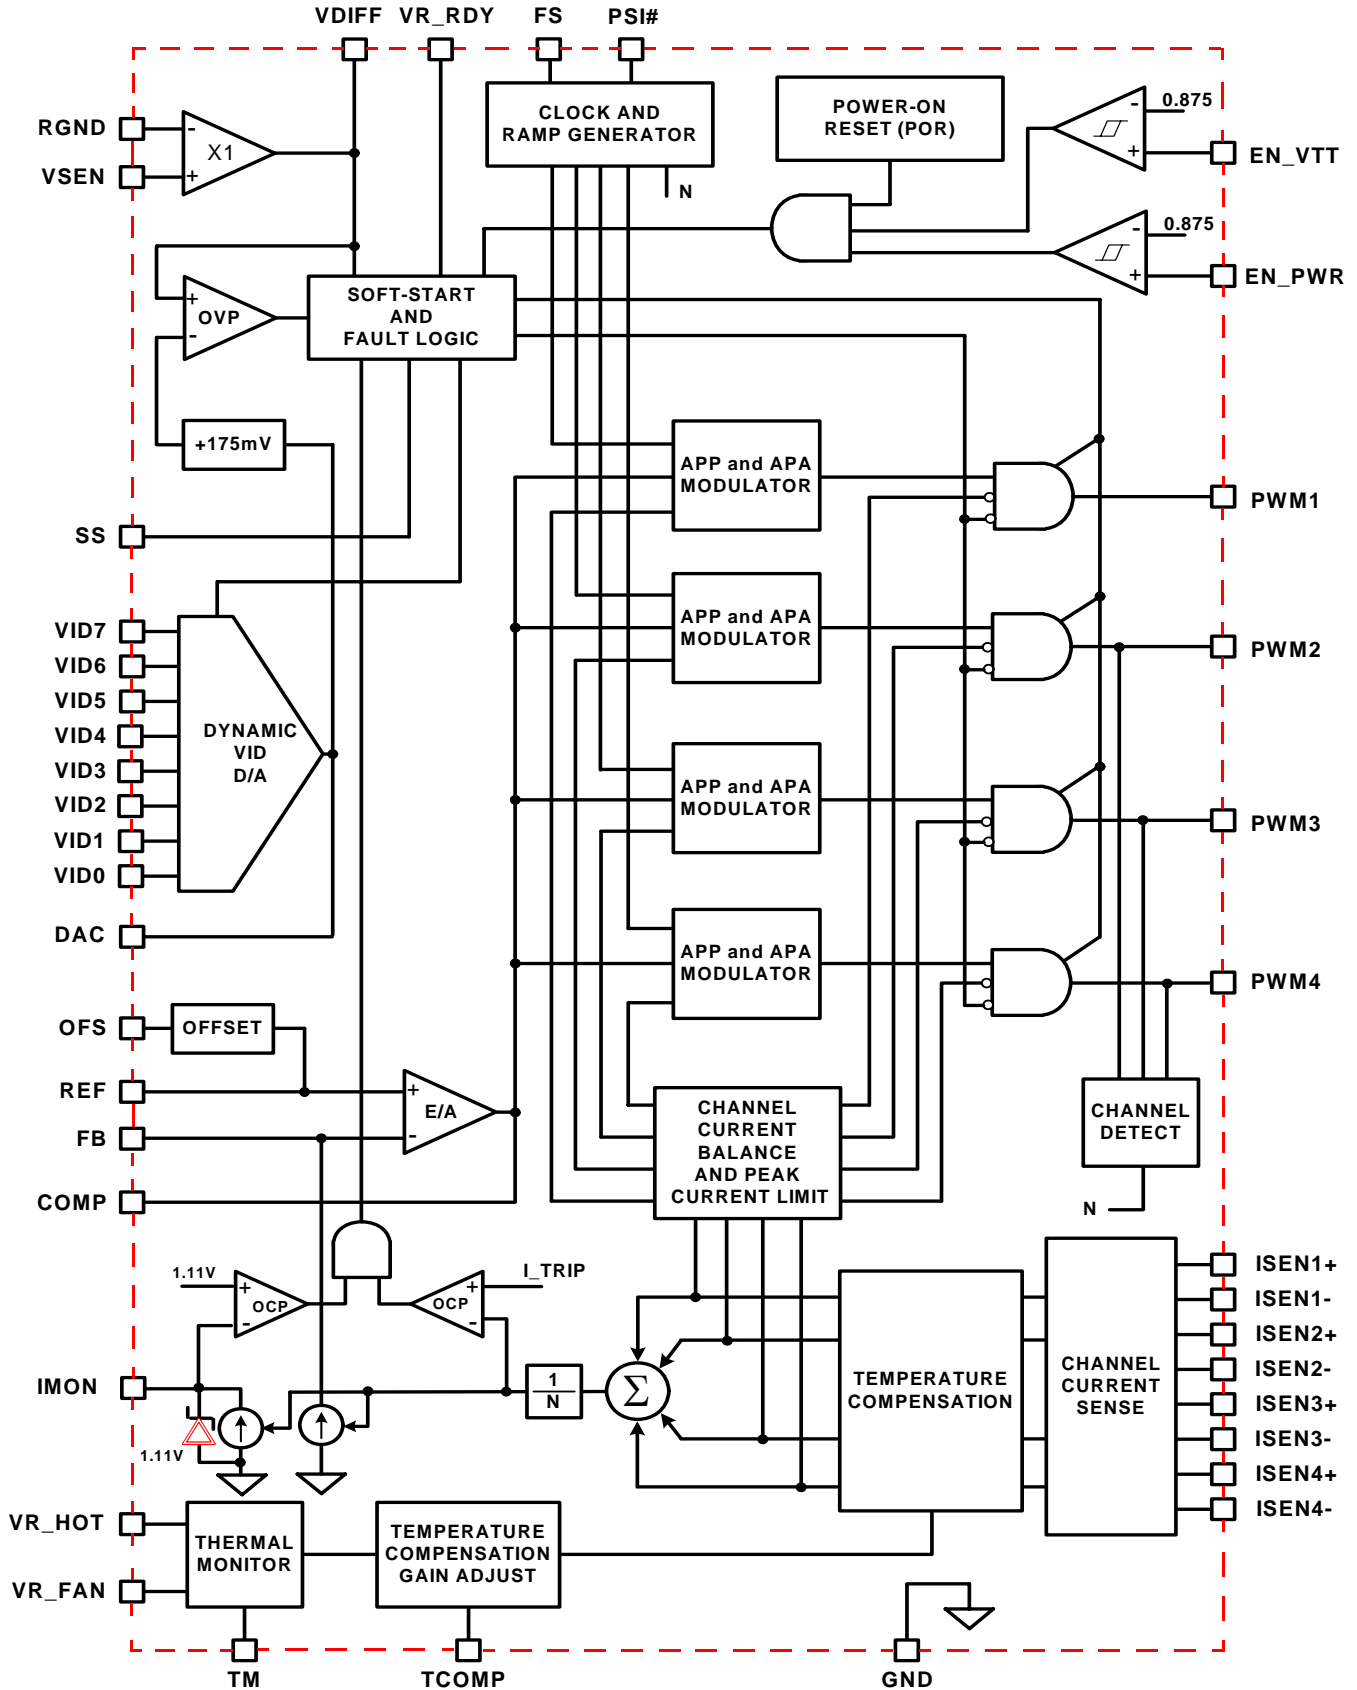 VDIFF VR_RDY FS PSI#
RGND
VSEN
- X1 +
CLOCK AND
RAMP GENERATOR
N
POWER-ON
RESET (POR)
- 0.875
+
EN_VTT
- 0.875
+
EN_PWR
+ OVP -
SOFT-START
AND
FAULT LOGIC
+175mV
SS
VID7
VID6
VID5
VID4
VID3
VID2
VID1
VID0
DYNAMIC
VID
D/A
DAC
APP and APA
MODULATOR
PWM1
APP and APA
MODULATOR
PWM2
APP and APA
MODULATOR
PWM3
APP and APA
MODULATOR
PWM4
OFS
OFFSET
REF
FB
+ E/A -
COMP
CHANNEL
CURRENT
BALANCE
AND PEAK
CURRENT LIMIT
CHANNEL
DETECT
N
1.11V
+ OCP -
I_TRIP
+ OCP -
IMON
1.11V
1
N
Σ
TEMPERATURE
COMPENSATION
CHANNEL
CURRENT
SENSE
ISEN1+
ISEN1-
ISEN2+
ISEN2-
ISEN3+
ISEN3-
ISEN4+
ISEN4-
VR_HOT
VR_FAN
THERMAL
MONITOR
TEMPERATURE
COMPENSATION
GAIN ADJUST
TM
TCOMP
GND